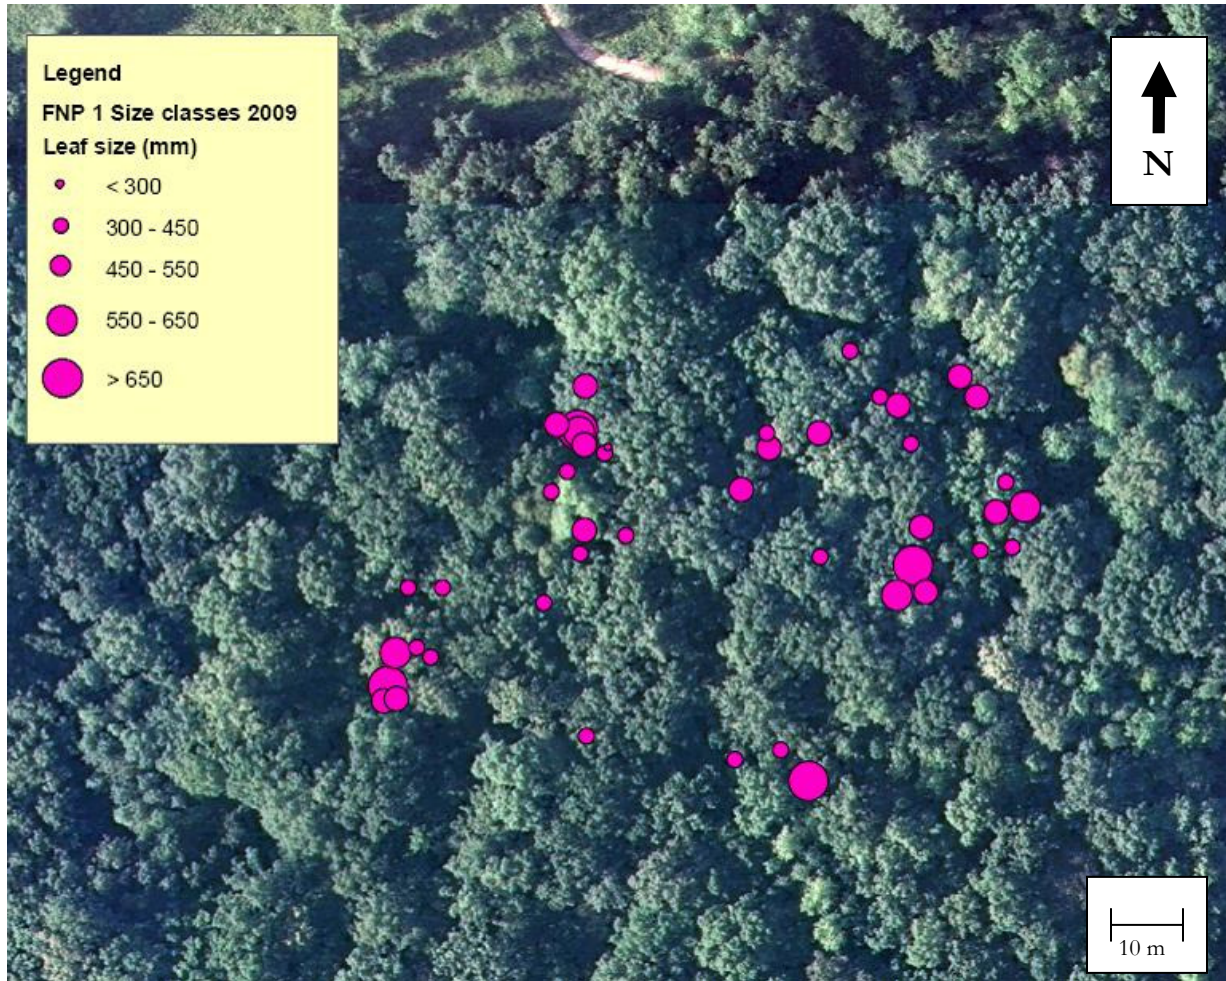 Legend
FNP 1 Size classes 2009
Leaf size (mm)
< 300
300 - 450
450 - 550
550 - 650
> 650
N
10 m